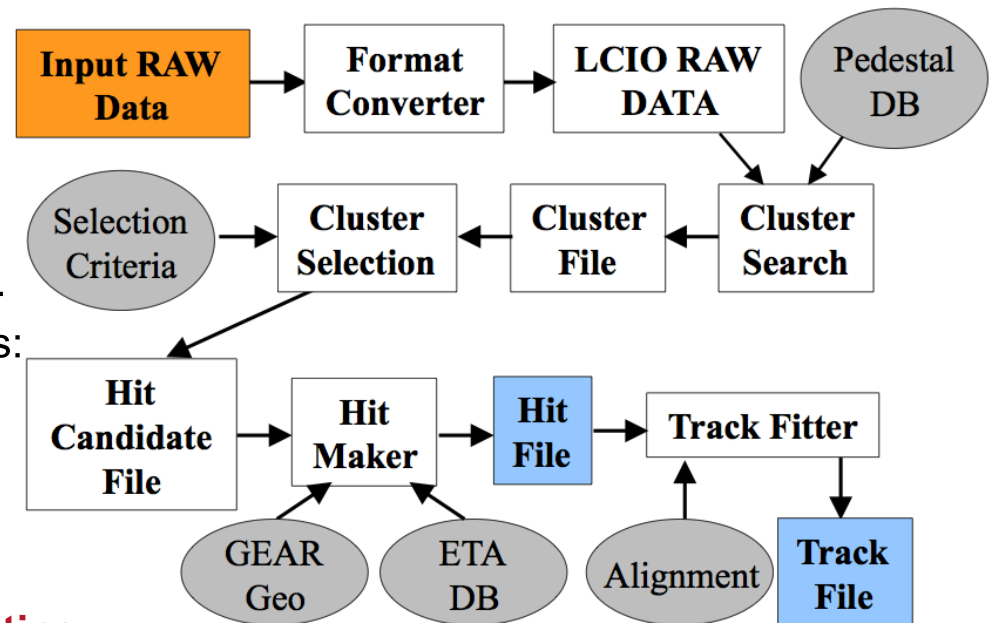 Input RAW
Data
Format
Converter
LCIO RAW
DATA
Pedestal
DB
Selection
Criteria
Cluster
Selection
Cluster
File
Cluster
Search
s:
Hit
Candidate
File
Hit
Maker
Hit
File
Track Fitter
GEAR
Geo
ETA
DB
Alignment
Track
File